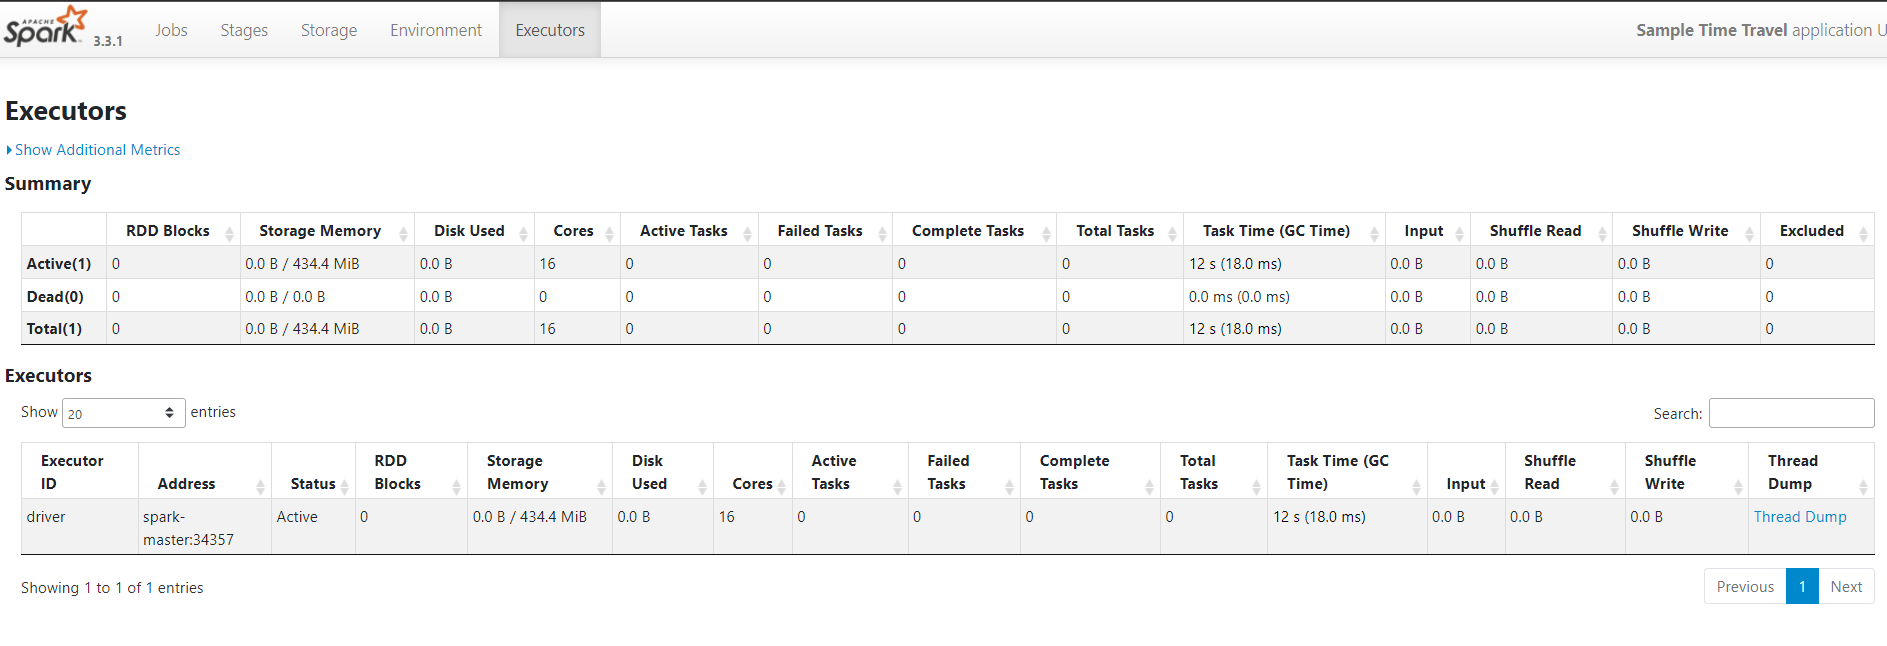 APACHE
Spark 3.3.1 Jobs Stages Storage Environment Executors Sample Time Travel application U
Executors
Show Additional Metrics
Summary
RDD Blocks Storage Memory Disk Used Cores Active Tasks Failed Tasks Complete Tasks Total Tasks Task Time (GC Time) Input Shuffle Read Shuffle Write Excluded
Active(1) 0 0.0 B / 434.4 MiB 0.0 B 16 0 0 0 0 12 s (18.0 ms) 0.0 B 0.0 B 0.0 B 0
Dead(0) 0 0.0 B / 0.0 B 0.0 B 0 0 0 0 0 0.0 ms (0.0 ms) 0.0 B 0.0 B 0.0 B 0
Total(1) 0 0.0 B / 434.4 MiB 0.0 B 16 0 0 0 0 12 s (18.0 ms) 0.0 B 0.0 B 0.0 B 0
Executors
Show 20 entries Search:
Executor ID Address Status RDD Blocks Storage Memory Disk Used Cores Active Tasks Failed Tasks Complete Tasks Total Tasks Task Time (GC Time) Input Shuffle Read Shuffle Write Thread Dump
driver spark-master:34357 Active 0 0.0 B / 434.4 MiB 0.0 B 16 0 0 0 0 12 s (18.0 ms) 0.0 B 0.0 B 0.0 B Thread Dump
Showing 1 to 1 of 1 entries Previous 1 Next